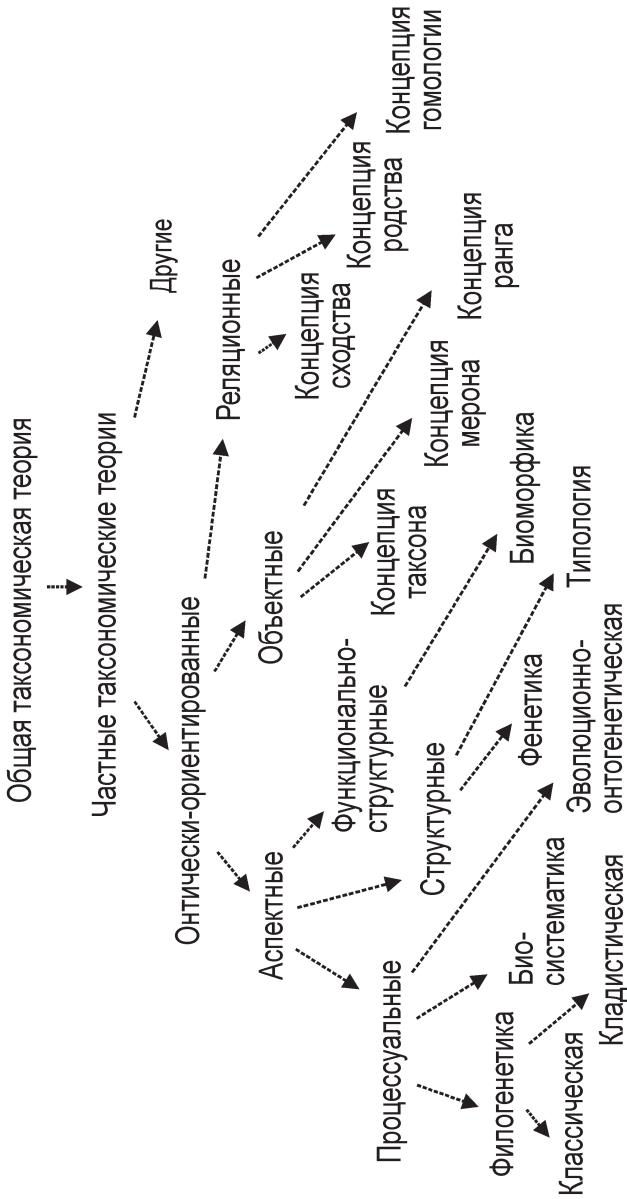 Общая таксономическая теория
Частные таксономические теории
Другие
Онтически-ориентированные
Реляционные
Аспектные
Объектные
Концепция
сходства
Концепция
родства
Концепция
гомологии
Функционально-
структурные
Концепция
таксона
Концепция
мерона
Концепция
ранга
Процессуальные
Структурные
Биоморфика
Филогенетика
Био-
систематика
Фенетика
Типология
Классическая
Кладистическая
Эволюционно-
онтогенетическая